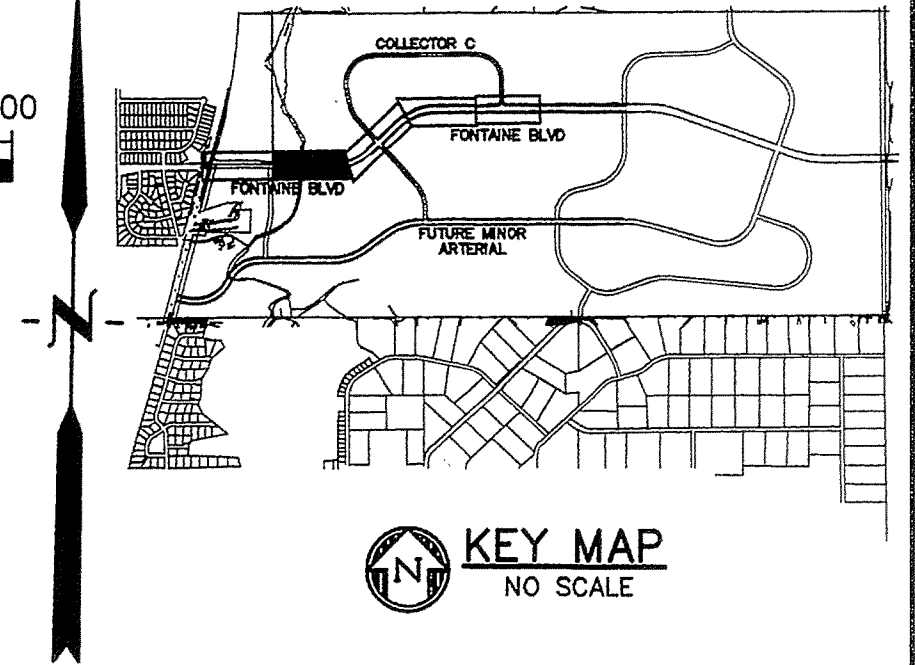 00
COLLECTOR C
FONTAINE BLVD
FONTAINE BLVD
FUTURE MINOR
ARTERIAL
N
N
KEY MAP
NO SCALE